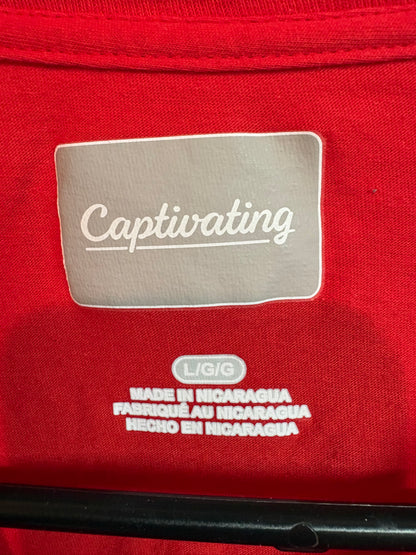 Captivating
L/G/G
MADE IN NICARAGUA
FABRIQUÉ AU NICARAGUA
HECHO EN NICARAGUA